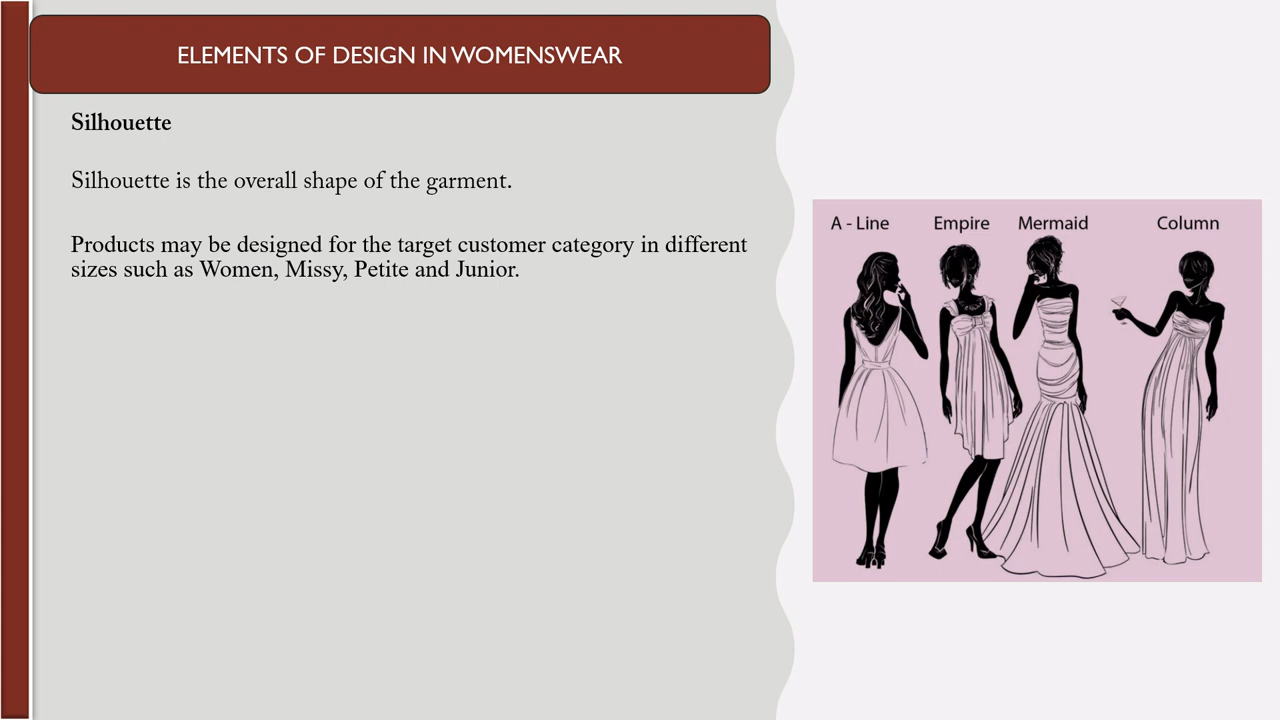 ELEMENTS OF DESIGN IN WOMENSWEAR
Silhouette
Silhouette is the overall shape of the garment.
Products may be designed for the target customer category in different
sizes such as Women, Missy, Petite and Junior.
A - Line Empire Mermaid Column